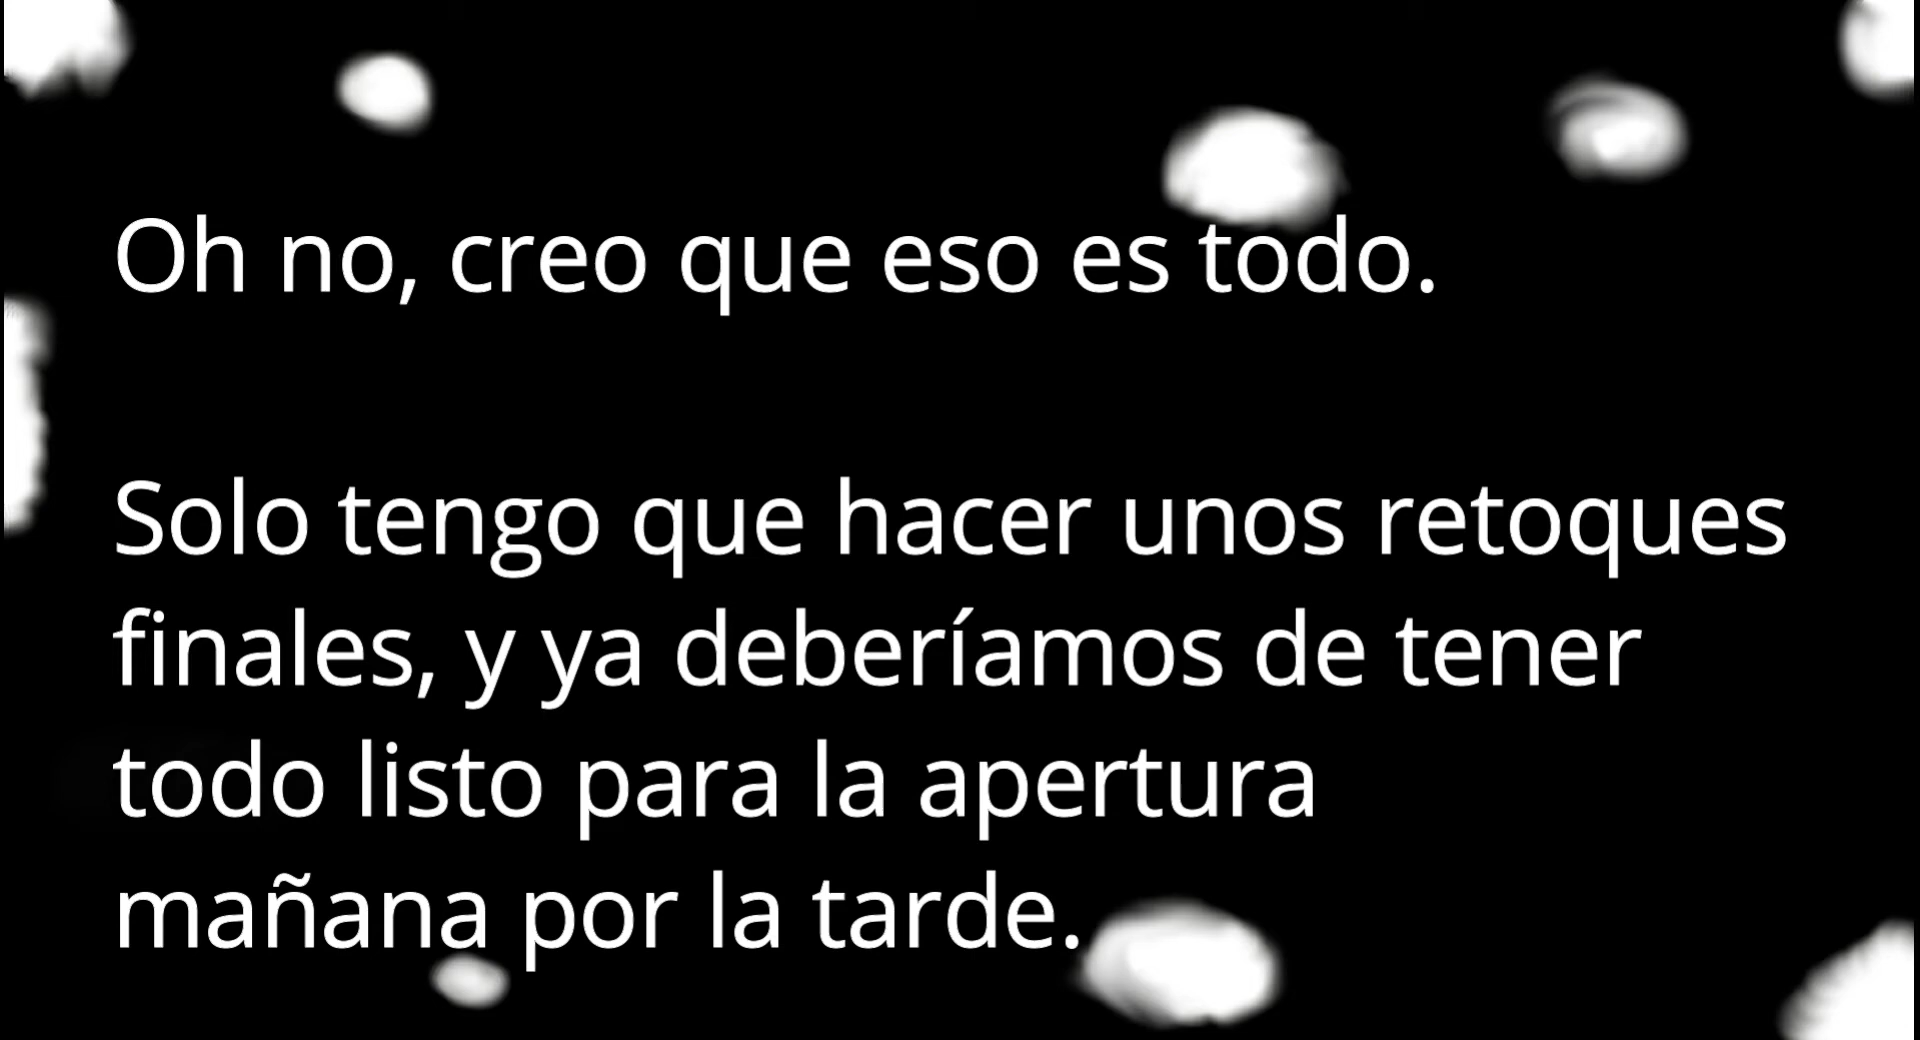 Oh no, creo que eso es todo.
Solo tengo que hacer unos retoques
finales, y ya deberíamos de tener
todo listo para la apertura
mañana por la tarde.